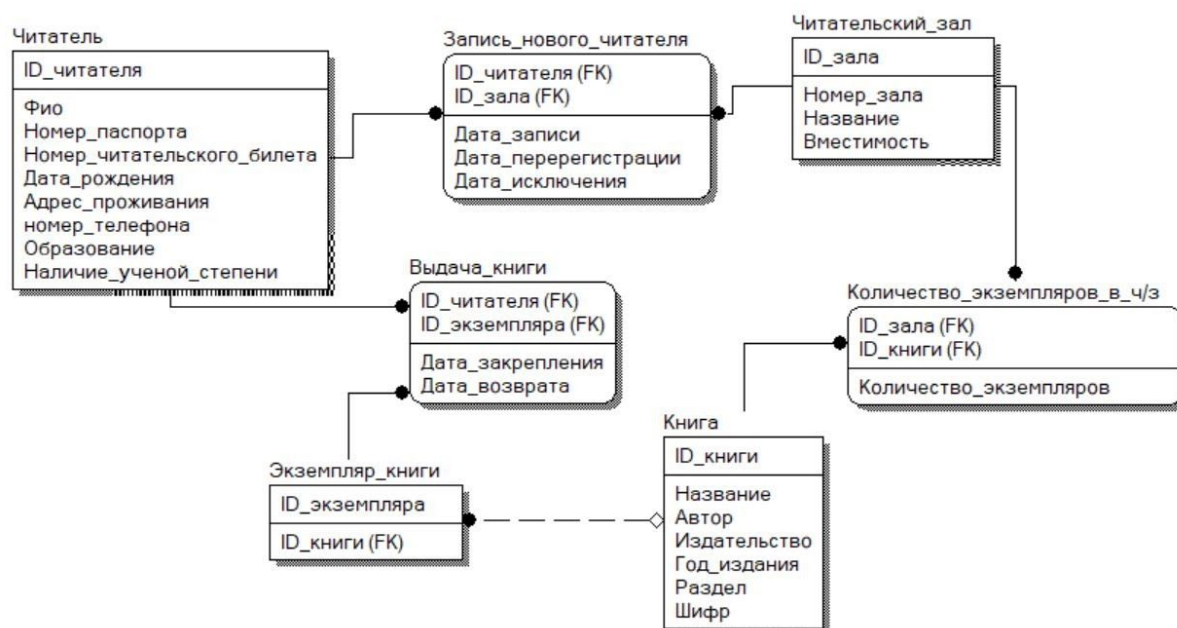 Читатель
ID_читателя
Фио
Номер_паспорта
Номер_читательского_билета
Дата_рождения
Адрес_проживания
номер_телефона
Образование
Наличие_ученой_степени
Запись_нового_читателя
ID_читателя (FK)
ID_зала (FK)
Дата_записи
Дата_перерегистрации
Дата_исключения
Читательский_зал
ID_зала
Номер_зала
Название
Вместимость
Выдача_книги
ID_читателя (FK)
ID_экземпляра (FK)
Дата_закрепления
Дата_возврата
Количество_экземпляров_в_ч/з
ID_зала (FK)
ID_книги (FK)
Количество_экземпляров
Экземпляр_книги
ID_экземпляра
ID_книги (FK)
Книга
ID_книги
Название
Автор
Издательство
Год_издания
Раздел
Шифр